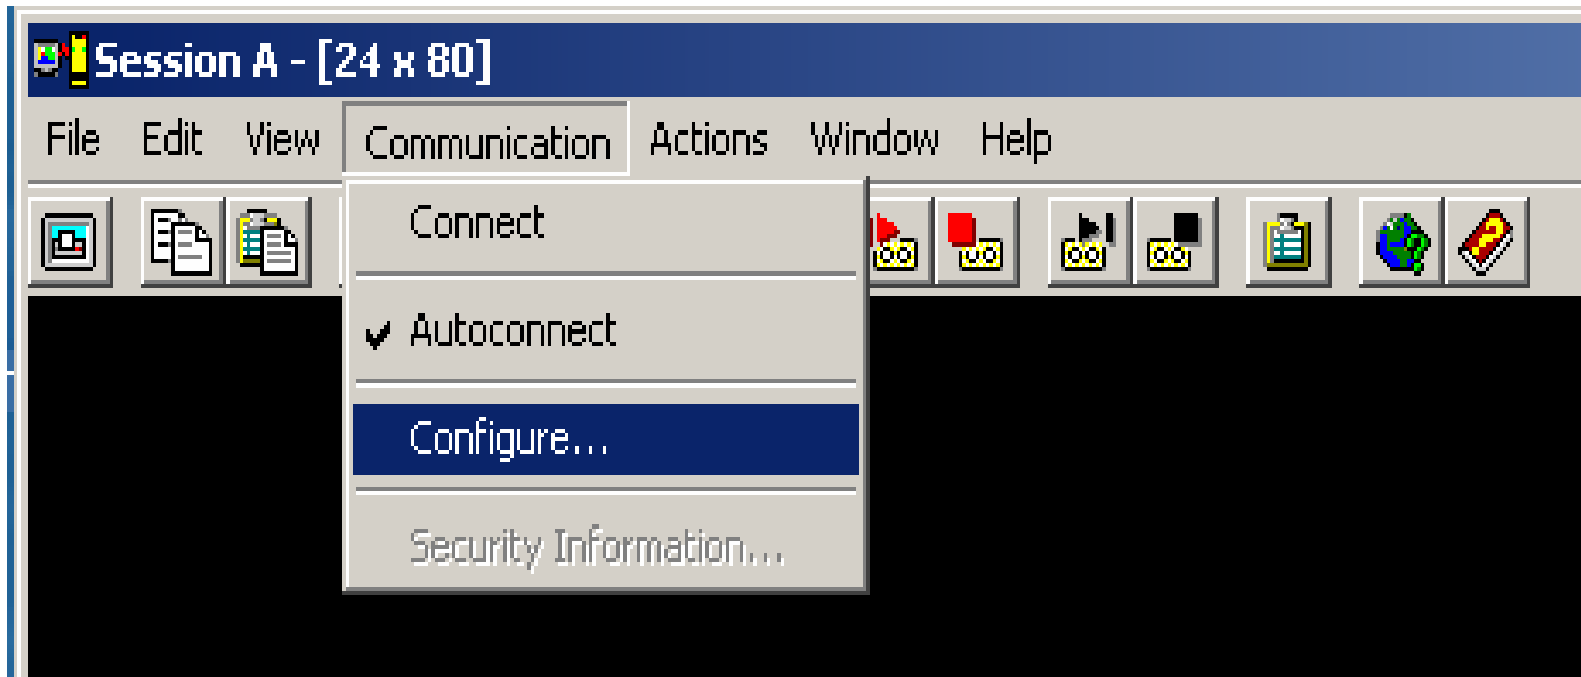 Session A - [24 x 80]
File Edit View Communication Actions Window Help
Connect
Autoconnect
Configure...
Security Information...